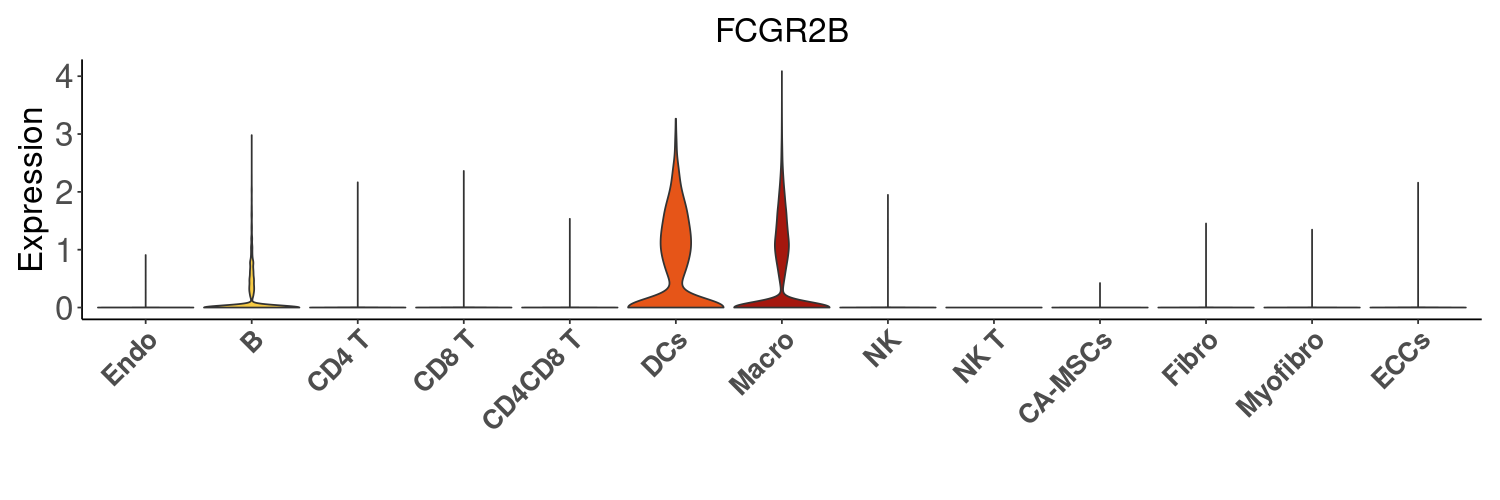 FCGR2B
Expression
4
3
2
1
0
Endo
B
CD4 T
CD8 T
CD4CD8 T
DCs
Macro
NK
NK T
CA-MSCs
Fibro
Myofibro
ECCs